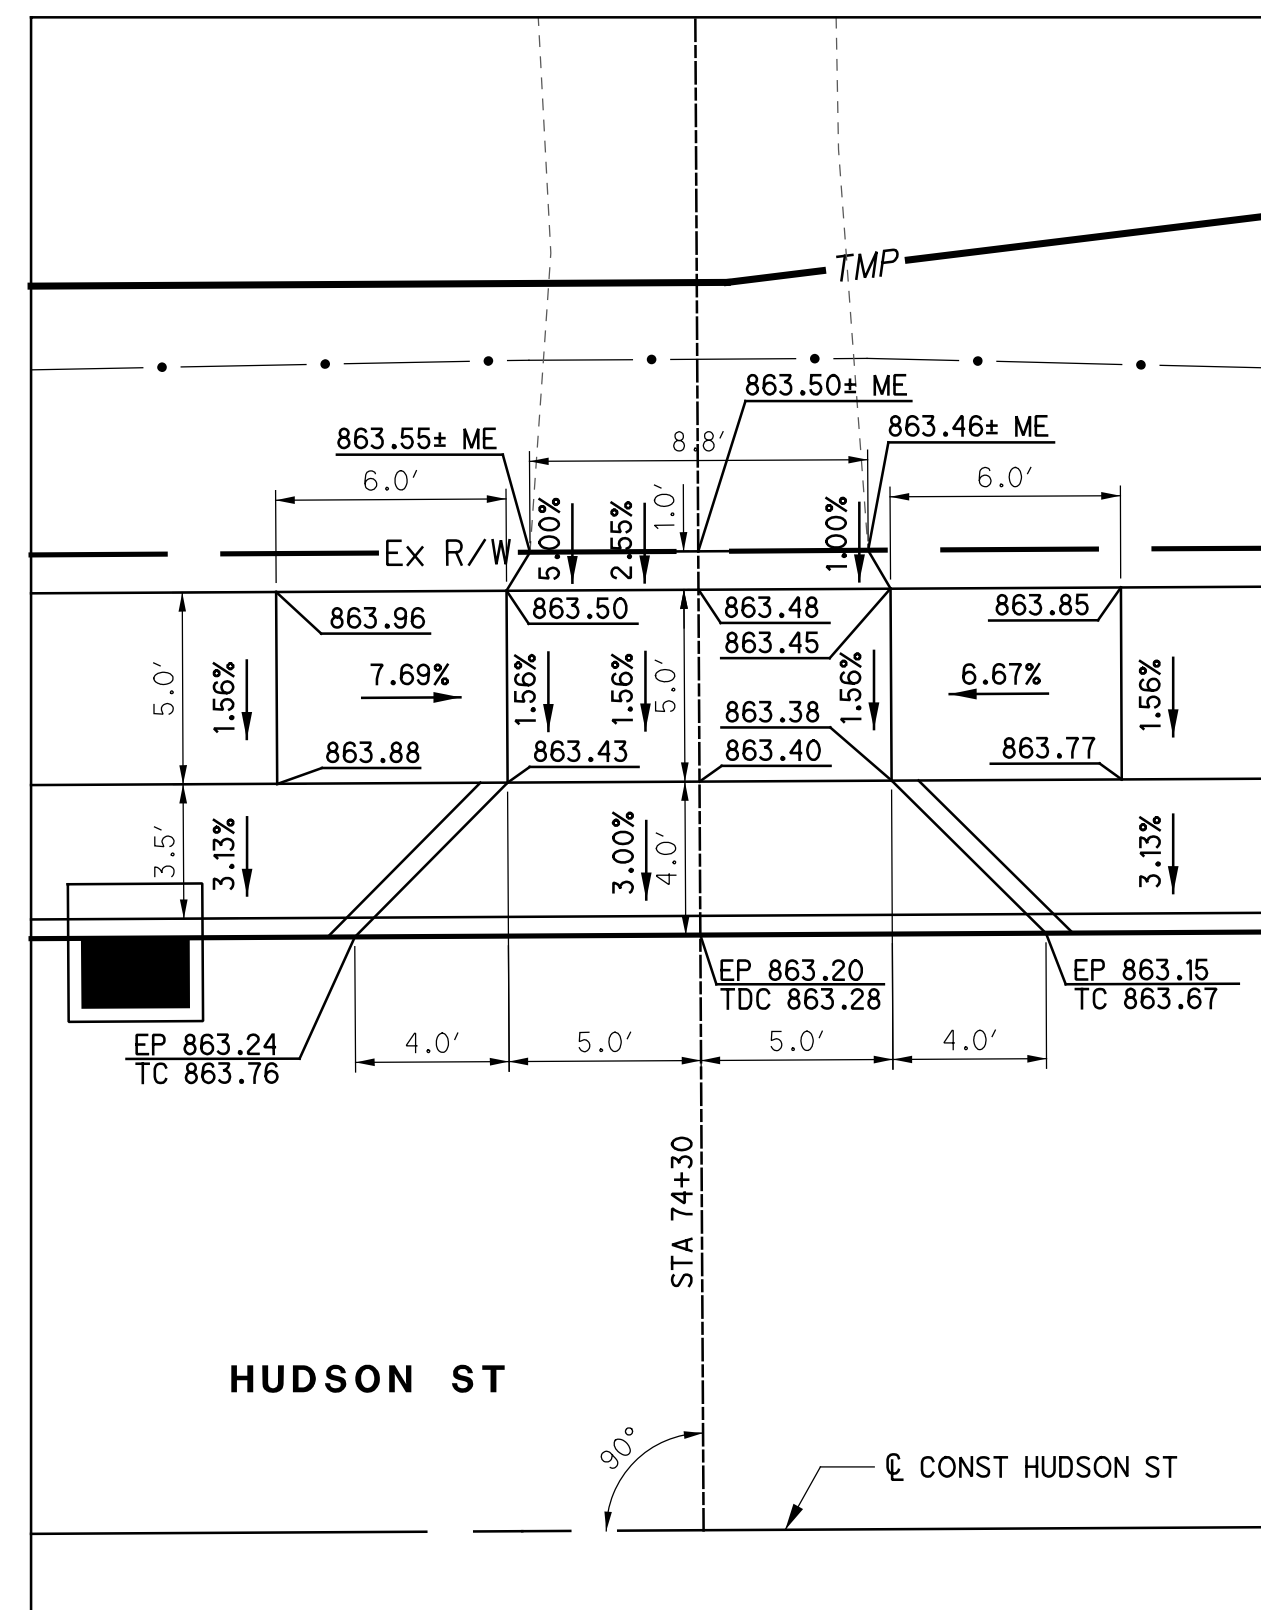 TMP
863.50± ME
863.55± ME
863.46± ME
8.8′
6.0′
6.0′
1.0′
5.00%
2.55%
1.00%
Ex R/W
863.96
863.50
863.48
863.85
863.45
5.0′
1.56%
7.69%
1.56%
1.56%
5.0′
1.56%
6.67%
1.56%
863.38
863.88
863.43
863.40
863.77
3.5′
3.13%
3.00%
4.0′
3.13%
EP 863.20
TDC 863.28
EP 863.15
TC 863.67
EP 863.24
TC 863.76
4.0′
5.0′
5.0′
4.0′
STA 74+30
HUDSON ST
90°
℄ CONST HUDSON ST